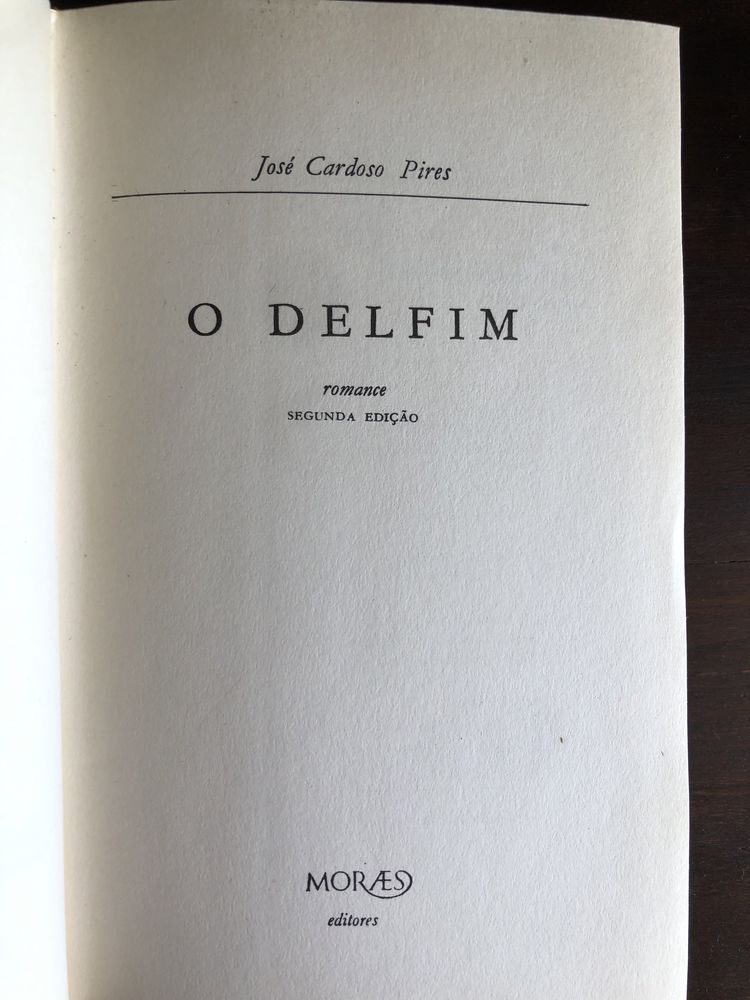 José Cardoso Pires
O DELFIM
romance
SEGUNDA EDIÇÃO
MORÆS
editores